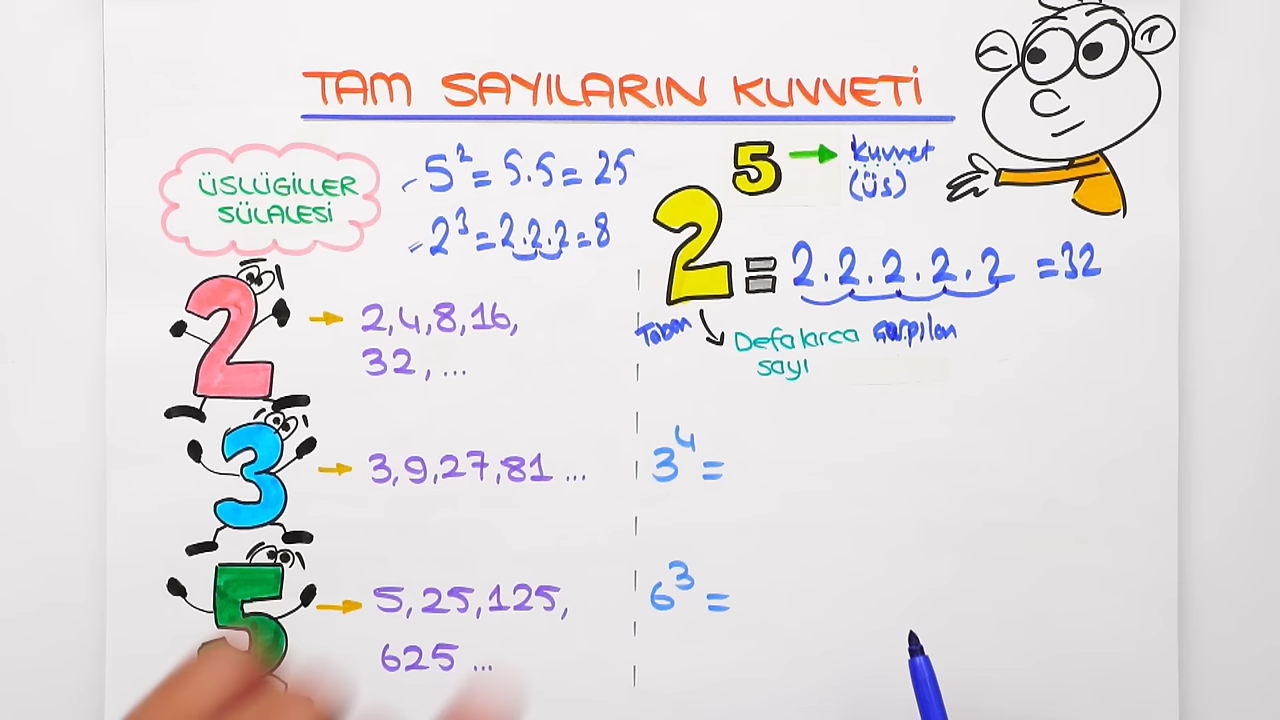 TAM SAYILARIN KUVVETİ
ÜSLÜGİLLER
SÜLALESİ
5² = 5.5 = 25
2³ = 2.2.2 = 8
2, 4, 8, 16,
32, ...
3, 9, 27, 81 ...
5, 25, 125,
625 ...
2⁵ = 2.2.2.2.2 = 32
kuvvet
(üs)
Taban
Defalarca çarpılan
sayı
3⁴ =
6³ =
2
3
5